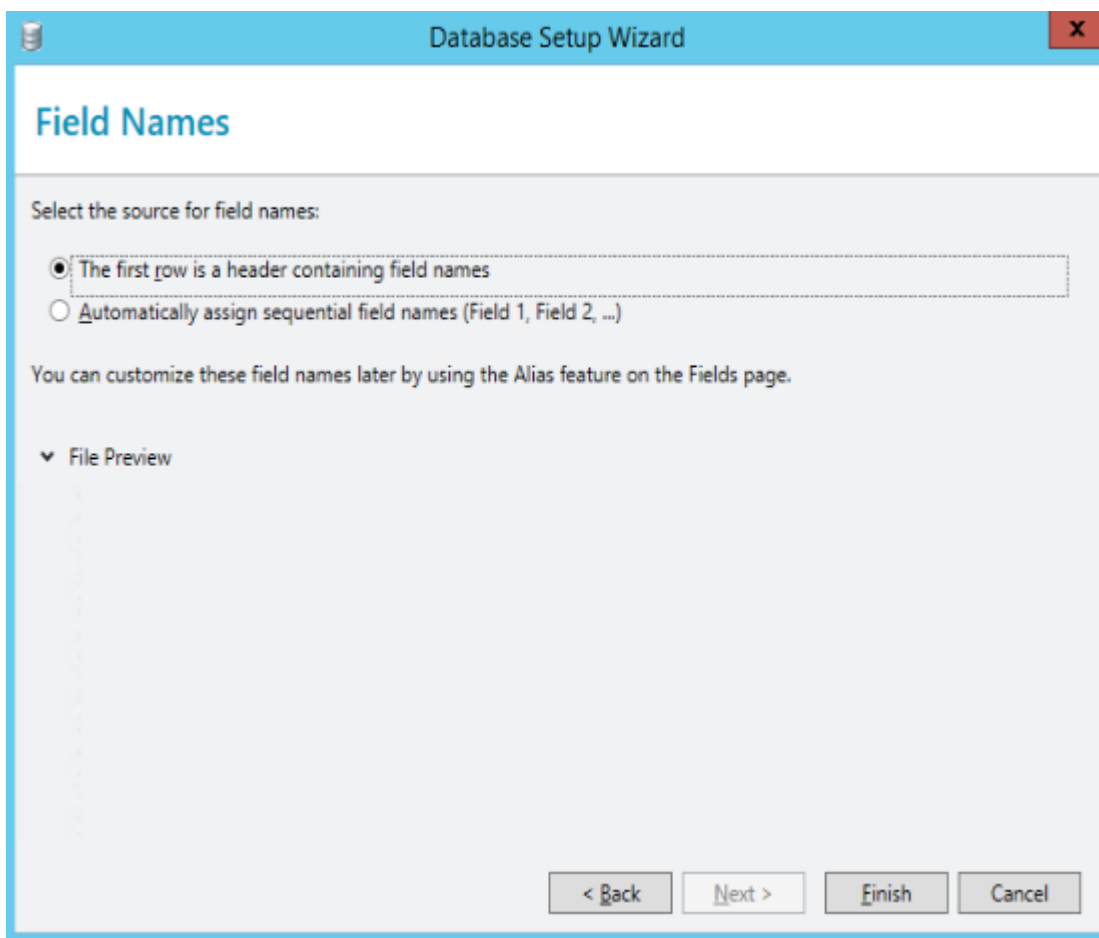 Database Setup Wizard
x
Field Names
Select the source for field names:
The first row is a header containing field names
Automatically assign sequential field names (Field 1, Field 2, ...)
You can customize these field names later by using the Alias feature on the Fields page.
File Preview
< Back Next > Finish Cancel